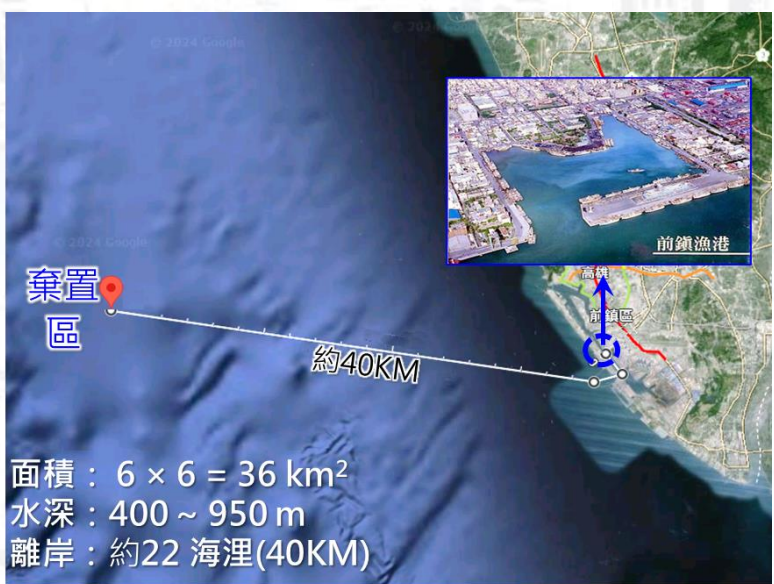 © 2024 Google
前鎮漁港
© 2024 Google
高雄
前鎮區
棄置
區
約40KM
面積： 6 × 6 = 36 km²
水深：400 ~ 950 m
離岸：約22 海浬(40KM)